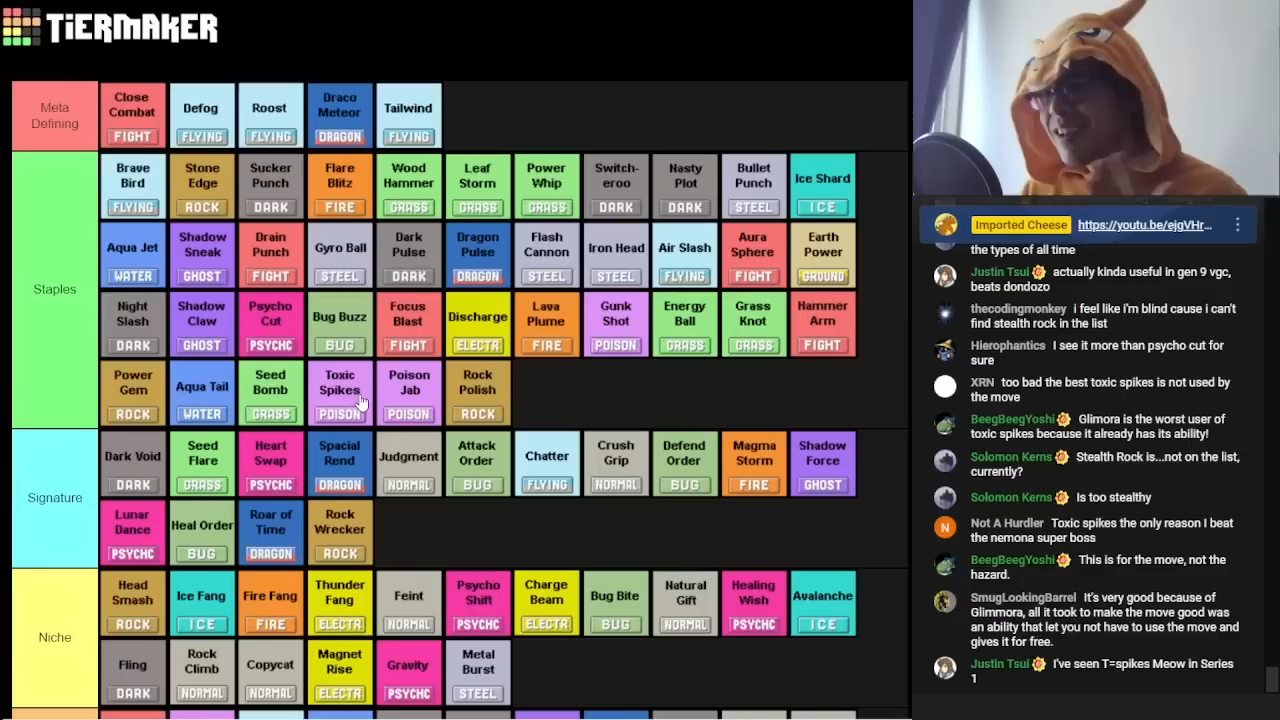 TiERMAKER
Meta
Defining
Close
Combat
FIGHT
Defog
FLYING
Roost
FLYING
Draco
Meteor
DRAGON
Tailwind
FLYING
Staples
Brave
Bird
FLYING
Stone
Edge
ROCK
Sucker
Punch
DARK
Flare
Blitz
FIRE
Wood
Hammer
GRASS
Leaf
Storm
GRASS
Power
Whip
GRASS
Switch-
eroo
DARK
Nasty
Plot
DARK
Bullet
Punch
STEEL
Ice Shard
ICE
Aqua Jet
WATER
Shadow
Sneak
GHOST
Drain
Punch
FIGHT
Gyro Ball
STEEL
Dark
Pulse
DARK
Dragon
Pulse
DRAGON
Flash
Cannon
STEEL
Iron Head
STEEL
Air Slash
FLYING
Aura
Sphere
FIGHT
Earth
Power
GROUND
Night
Slash
DARK
Shadow
Claw
GHOST
Psycho
Cut
PSYCHC
Bug Buzz
BUG
Focus
Blast
FIGHT
Discharge
ELECTR
Lava
Plume
FIRE
Gunk
Shot
POISON
Energy
Ball
GRASS
Grass
Knot
GRASS
Hammer
Arm
FIGHT
Power
Gem
ROCK
Aqua Tail
WATER
Seed
Bomb
GRASS
Toxic
Spikes
POISON
Poison
Jab
POISON
Rock
Polish
ROCK
Signature
Dark Void
DARK
Seed
Flare
GRASS
Heart
Swap
PSYCHC
Spacial
Rend
DRAGON
Judgment
NORMAL
Attack
Order
BUG
Chatter
FLYING
Crush
Grip
NORMAL
Defend
Order
BUG
Magma
Storm
FIRE
Shadow
Force
GHOST
Lunar
Dance
PSYCHC
Heal Order
BUG
Roar of
Time
DRAGON
Rock
Wrecker
ROCK
Niche
Head
Smash
ROCK
Ice Fang
ICE
Fire Fang
FIRE
Thunder
Fang
ELECTR
Feint
NORMAL
Psycho
Shift
PSYCHC
Charge
Beam
ELECTR
Bug Bite
BUG
Natural
Gift
NORMAL
Healing
Wish
PSYCHC
Avalanche
ICE
Fling
DARK
Rock
Climb
NORMAL
Copycat
NORMAL
Magnet
Rise
ELECTR
Gravity
PSYCHC
Metal
Burst
STEEL
Imported Cheese https://youtu.be/ejgVHr...
the types of all time
Justin Tsui actually kinda useful in gen 9 vgc,
beats dondozo
thecodingmonkey i feel like i'm blind cause i can't
find stealth rock in the list
Hierophantics I see it more than psycho cut for
sure
XRN too bad the best toxic spikes is not used by
the move
BeegBeegYoshi Glimora is the worst user of
toxic spikes because it already has its ability!
Solomon Kerns Stealth Rock is...not on the list,
currently?
Solomon Kerns Is too stealthy
Not A Hurdler Toxic spikes the only reason I beat
the nemona super boss
BeegBeegYoshi This is for the move, not the
hazard.
SmugLookingBarrel It's very good because of
Glimmora, all it took to make the move good was
an ability that let you not have to use the move and
gives it for free.
Justin Tsui I've seen T=spikes Meow in Series
1